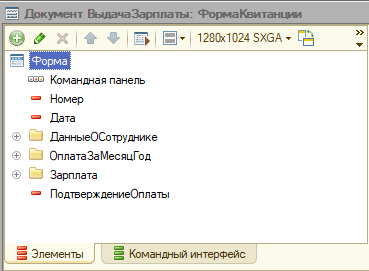 Документ ВыдачаЗарплаты: ФормаКвитанции
1280x1024 SXGA
Форма
Командная панель
Номер
Дата
ДанныеОСотруднике
ОплатаЗаМесяцГод
Зарплата
ПодтверждениеОплаты
Элементы
Командный интерфейс